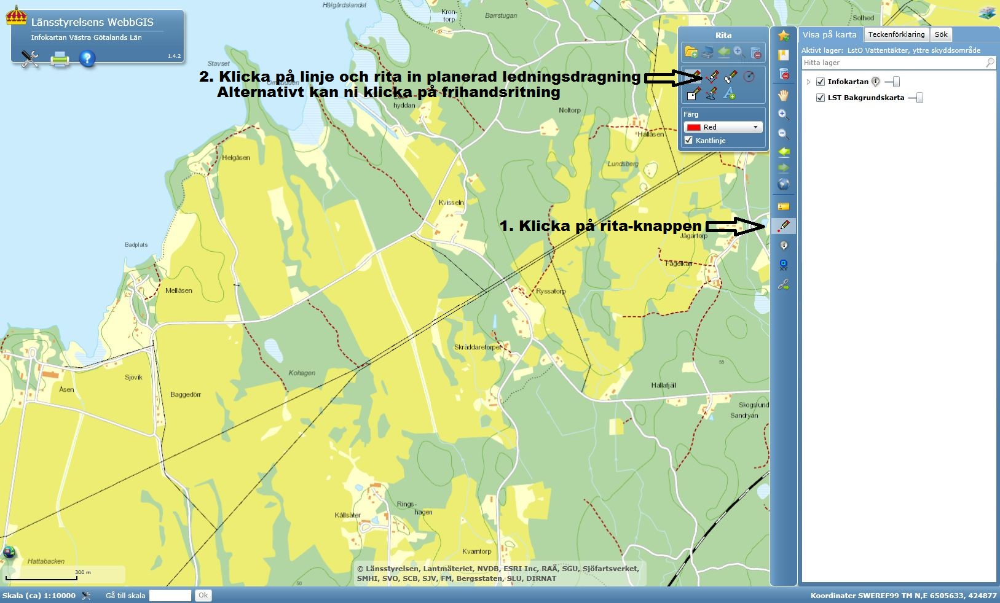 Länsstyrelsens WebbGIS
Infokartan Västra Götalands Län
1.4.2
Hälgårdslandet
Kron-
torp
Barrstugan
Solhed
Stavset
2. Klicka på linje och rita in planerad ledningsdragning
Alternativt kan ni klicka på frihandsritning
hyddan
Noltorp
Hallåsen
Helgåsen
Lundsberg
Kvisseln
1. Klicka på rita-knappen
Jägartorp
Badplats
Fågelkärr
Mellåsen
Ryssatorp
Skräddaretorpet
55
Kohagen
Sjövik
Åsen
Baggedörr
Hallafjäll
Skogslund
Sandryån
Rings-
hagen
Källsäter
Kvarntorp
Hattabacken
300 m
50
© Länsstyrelsen, Lantmäteriet, NVDB, ESRI Inc, RAÄ, SGU, Sjöfartsverket,
SMHI, SVO, SCB, SJV, FM, Bergsstaten, SLU, DIRNAT
Rita
Färg
Red
Kantlinje
XY
Visa på karta
Teckenförklaring
Sök
Aktivt lager: LstO Vattentäkter, yttre skyddsområde
Hitta lager
Infokartan
LST Bakgrundskarta
Skala (ca) 1:10000
Gå till skala
Ok
Koordinater SWEREF99 TM N,E 6505633, 424877